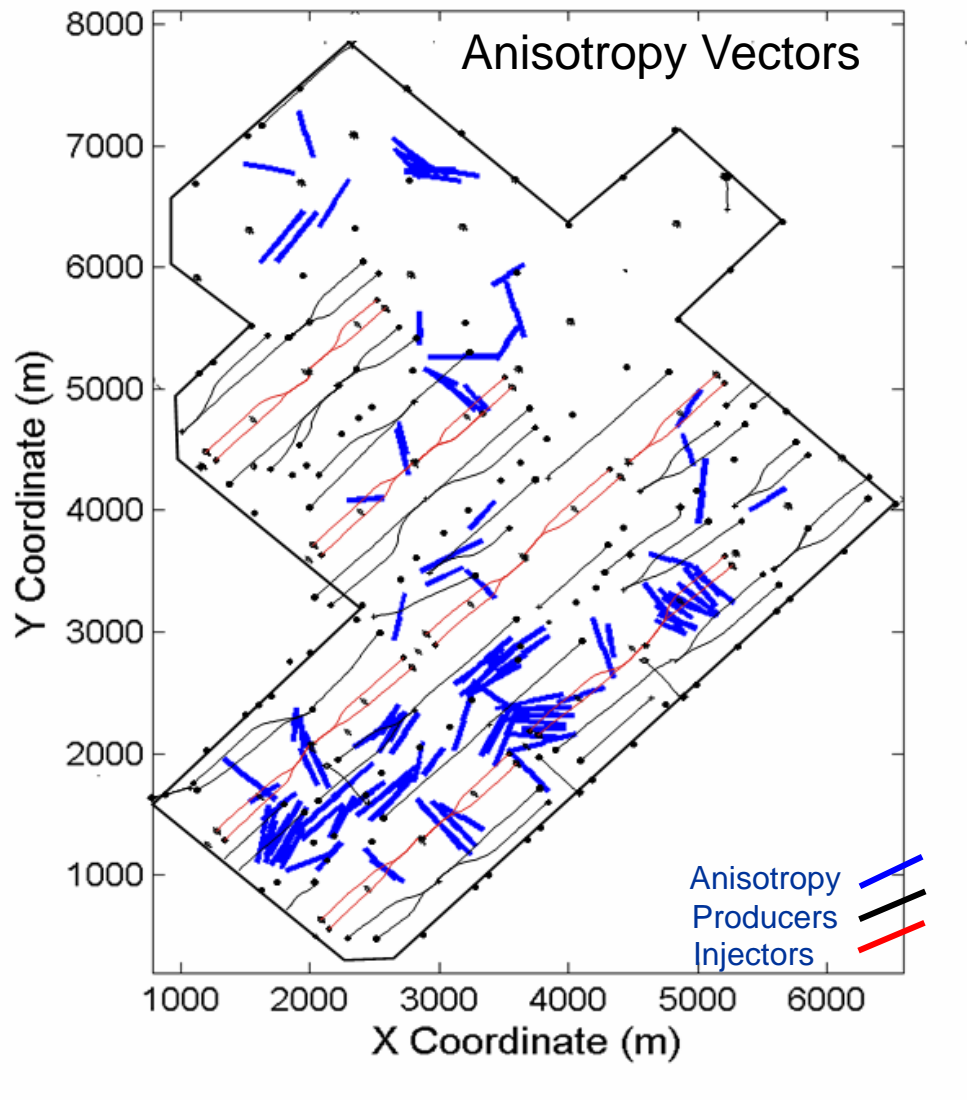 Anisotropy Vectors
8000
7000
6000
5000
4000
3000
2000
1000
Y Coordinate (m)
Anisotropy
Producers
Injectors
1000 2000 3000 4000 5000 6000
X Coordinate (m)